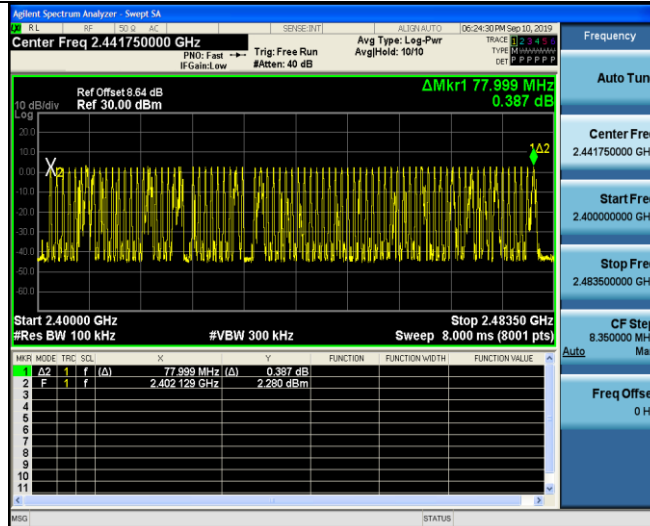 Agilent Spectrum Analyzer - Swept SA
RL RF 50 Ω AC SENSE:INT ALIGN AUTO 06:24:30 PM Sep 10, 2019
Center Freq 2.441750000 GHz
PNO: Fast
IFGain:Low
Trig: Free Run
#Atten: 40 dB
Avg Type: Log-Pwr
Avg|Hold: 10/10
TRACE 1 2 3 4 5 6
TYPE M
DET P P P P P P
Ref Offset 8.64 dB
10 dB/div Ref 30.00 dBm
Log
ΔMkr1 77.999 MHz
0.387 dB
20.0
10.0
0.00
-10.0
-20.0
-30.0
-40.0
-50.0
-60.0
X2
1Δ2
Start 2.40000 GHz Stop 2.48350 GHz
#Res BW 100 kHz #VBW 300 kHz Sweep 8.000 ms (8001 pts)
MKR MODE TRC SCL X Y FUNCTION FUNCTION WIDTH FUNCTION VALUE
1 Δ2 1 f (Δ) 77.999 MHz (Δ) 0.387 dB
2 F 1 f 2.402 129 GHz 2.280 dBm
3
4
5
6
7
8
9
10
11
MSG STATUS
Frequency
Auto Tun
Center Fre
2.441750000 GH
Start Fre
2.400000000 GH
Stop Fre
2.483500000 GH
CF Ste
8.350000 MH
Auto Ma
Freq Offse
0 H